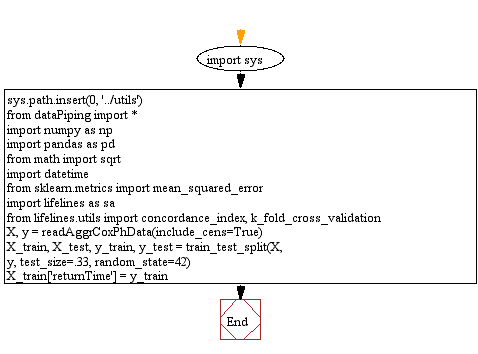 import sys
sys.path.insert(0, '../utils')
from dataPiping import *
import numpy as np
import pandas as pd
from math import sqrt
import datetime
from sklearn.metrics import mean_squared_error
import lifelines as sa
from lifelines.utils import concordance_index, k_fold_cross_validation
X, y = readAggrCoxPhData(include_cens=True)
X_train, X_test, y_train, y_test = train_test_split(X,
y, test_size=.33, random_state=42)
X_train['returnTime'] = y_train
End